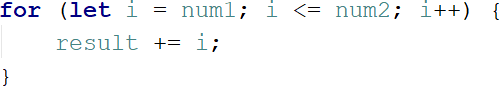 for (let i = num1; i <= num2; i++) {
    result += i;
}